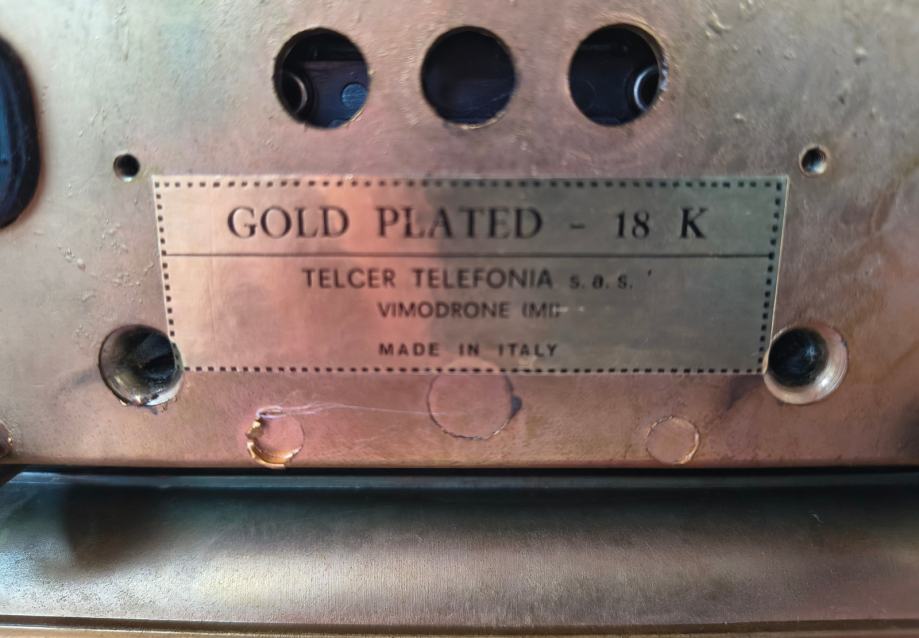 GOLD PLATED - 18 K
TELCER TELEFONIA s.a.s.
VIMODRONE (MI)
MADE IN ITALY